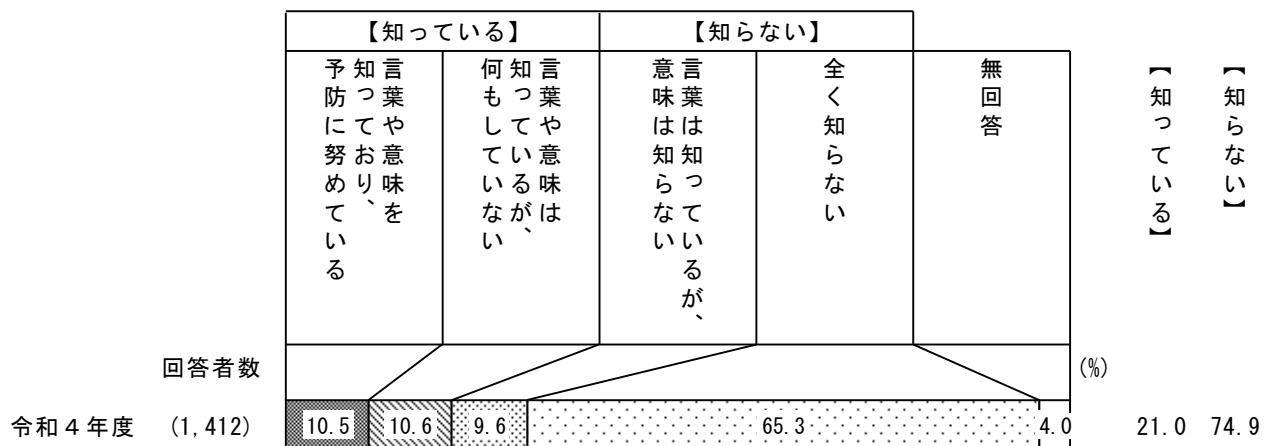 【知っている】
【知らない】
言葉や意味を
知っており、
予防に努めている
言葉や意味は
知っているが、
何もしていない
言葉は知っているが、
意味は知らない
全く知らない
無回答
【知っている】
【知らない】
回答者数
(%)
令和4年度 (1,412) 10.5 10.6 9.6 65.3 4.0 21.0 74.9